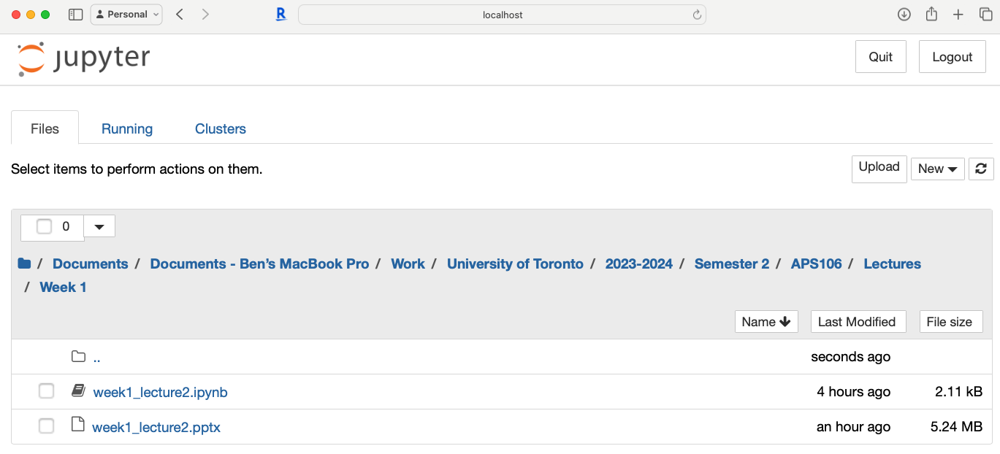 Personal
R
localhost
jupyter
Quit
Logout
Files
Running
Clusters
Select items to perform actions on them.
Upload
New
0
/ Documents / Documents - Ben’s MacBook Pro / Work / University of Toronto / 2023-2024 / Semester 2 / APS106 / Lectures
/ Week 1
Name
Last Modified
File size
..
seconds ago
week1_lecture2.ipynb
4 hours ago
2.11 kB
week1_lecture2.pptx
an hour ago
5.24 MB